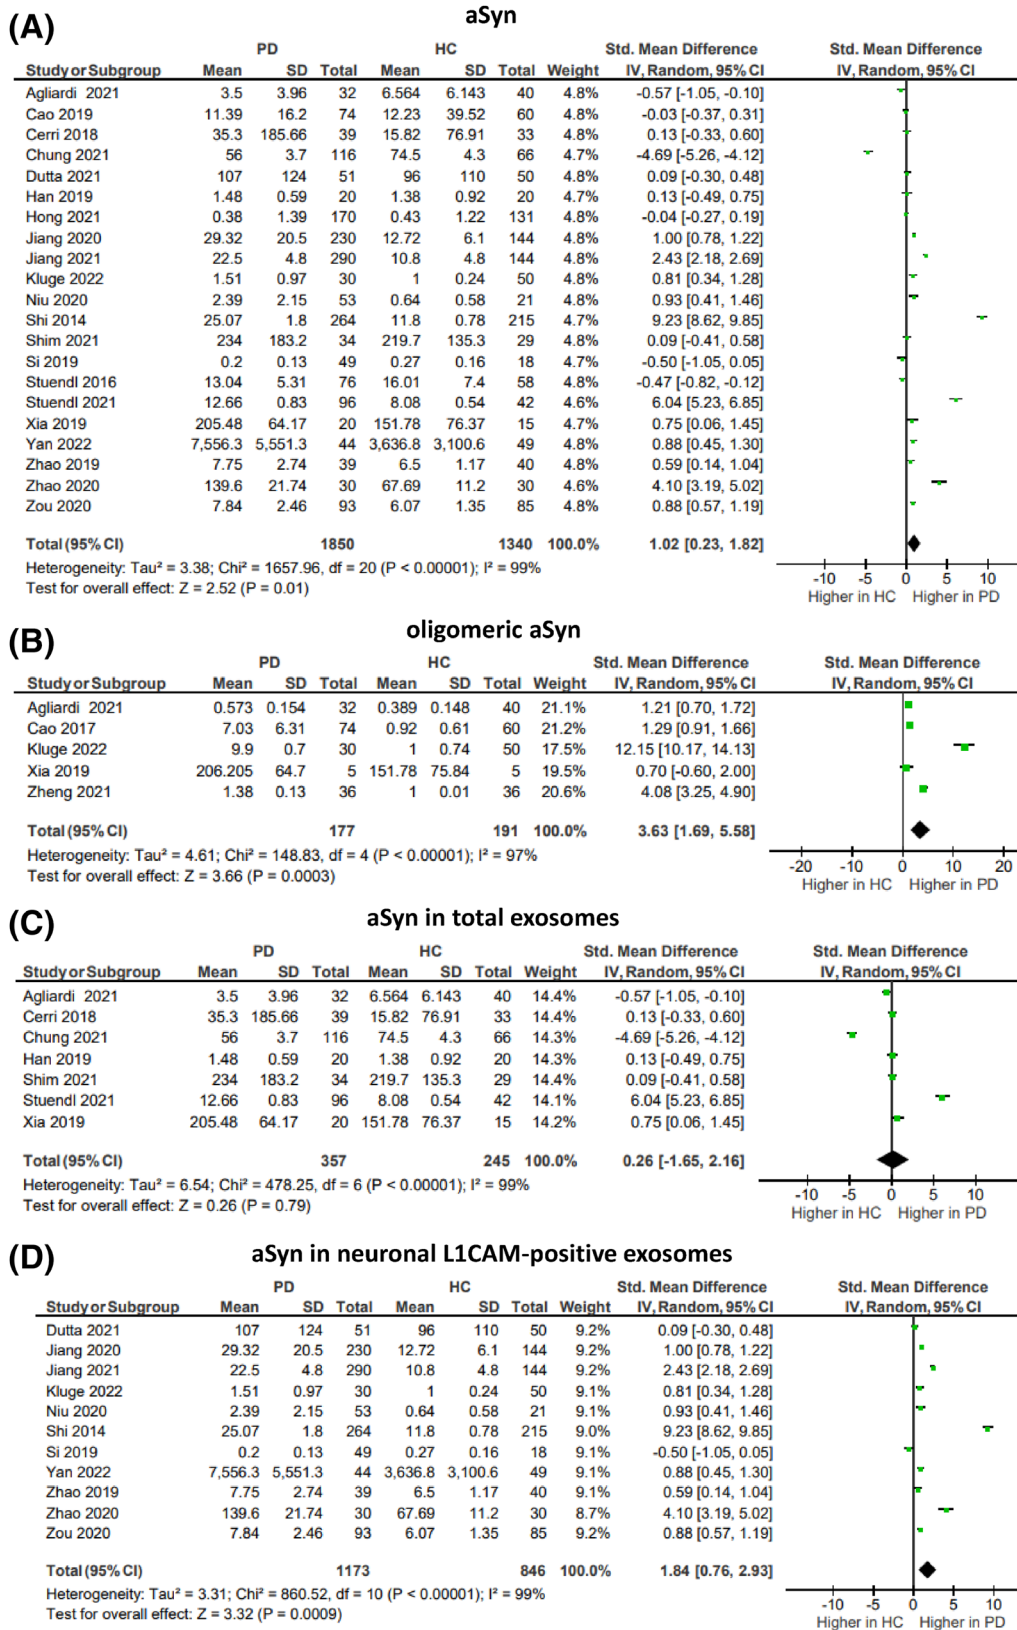 (A)
aSyn
PD HC Std. Mean Difference Std. Mean Difference
Study or Subgroup Mean SD Total Mean SD Total Weight IV, Random, 95% CI IV, Random, 95% CI
Agliardi 2021 3.5 3.96 32 6.564 6.143 40 4.8% -0.57 [-1.05, -0.10]
Cao 2019 11.39 16.2 74 12.23 39.52 60 4.8% -0.03 [-0.37, 0.31]
Cerri 2018 35.3 185.66 39 15.82 76.91 33 4.8% 0.13 [-0.33, 0.60]
Chung 2021 56 3.7 116 74.5 4.3 66 4.7% -4.69 [-5.26, -4.12]
Dutta 2021 107 124 51 96 110 50 4.8% 0.09 [-0.30, 0.48]
Han 2019 1.48 0.59 20 1.38 0.92 20 4.7% 0.13 [-0.49, 0.75]
Hong 2021 0.38 1.39 170 0.43 1.22 131 4.8% -0.04 [-0.27, 0.19]
Jiang 2020 29.32 20.5 230 12.72 6.1 144 4.8% 1.00 [0.78, 1.22]
Jiang 2021 22.5 4.8 290 10.8 4.8 144 4.8% 2.43 [2.18, 2.69]
Kluge 2022 1.51 0.97 30 1 0.24 50 4.8% 0.81 [0.34, 1.28]
Niu 2020 2.39 2.15 53 0.64 0.58 21 4.8% 0.93 [0.41, 1.46]
Shi 2014 25.07 1.8 264 11.8 0.78 215 4.7% 9.23 [8.62, 9.85]
Shim 2021 234 183.2 34 219.7 135.3 29 4.8% 0.09 [-0.41, 0.58]
Si 2019 0.2 0.13 49 0.27 0.16 18 4.8% -0.50 [-1.05, 0.05]
Stuendl 2016 13.04 5.31 76 16.01 7.4 58 4.8% -0.47 [-0.82, -0.12]
Stuendl 2021 12.66 0.83 96 8.08 0.54 42 4.6% 6.04 [5.23, 6.85]
Xia 2019 205.48 64.17 20 151.78 76.37 15 4.7% 0.75 [0.06, 1.45]
Yan 2022 7,556.3 5,551.3 44 3,636.8 3,100.6 49 4.8% 0.88 [0.45, 1.30]
Zhao 2019 7.75 2.74 39 6.5 1.17 40 4.8% 0.59 [0.14, 1.04]
Zhao 2020 139.6 21.74 30 67.69 11.2 30 4.6% 4.10 [3.19, 5.02]
Zou 2020 7.84 2.46 93 6.07 1.35 85 4.8% 0.88 [0.57, 1.19]
Total (95% CI) 1850 1340 100.0% 1.02 [0.23, 1.82]
Heterogeneity: Tau² = 3.38; Chi² = 1657.96, df = 20 (P < 0.00001); I² = 99%
Test for overall effect: Z = 2.52 (P = 0.01)
-10 -5 0 5 10
Higher in HC Higher in PD
(B)
oligomeric aSyn
PD HC Std. Mean Difference Std. Mean Difference
Study or Subgroup Mean SD Total Mean SD Total Weight IV, Random, 95% CI IV, Random, 95% CI
Agliardi 2021 0.573 0.154 32 0.389 0.148 40 21.1% 1.21 [0.70, 1.72]
Cao 2017 7.03 6.31 74 0.92 0.61 60 21.2% 1.29 [0.91, 1.66]
Kluge 2022 9.9 0.7 30 1 0.74 50 17.5% 12.15 [10.17, 14.13]
Xia 2019 206.205 64.7 5 151.78 75.84 5 19.5% 0.70 [-0.60, 2.00]
Zheng 2021 1.38 0.13 36 1 0.01 36 20.6% 4.08 [3.25, 4.90]
Total (95% CI) 177 191 100.0% 3.63 [1.69, 5.58]
Heterogeneity: Tau² = 4.61; Chi² = 148.83, df = 4 (P < 0.00001); I² = 97%
Test for overall effect: Z = 3.66 (P = 0.0003)
-20 -10 0 10 20
Higher in HC Higher in PD
(C)
aSyn in total exosomes
PD HC Std. Mean Difference Std. Mean Difference
Study or Subgroup Mean SD Total Mean SD Total Weight IV, Random, 95% CI IV, Random, 95% CI
Agliardi 2021 3.5 3.96 32 6.564 6.143 40 14.4% -0.57 [-1.05, -0.10]
Cerri 2018 35.3 185.66 39 15.82 76.91 33 14.4% 0.13 [-0.33, 0.60]
Chung 2021 56 3.7 116 74.5 4.3 66 14.3% -4.69 [-5.26, -4.12]
Han 2019 1.48 0.59 20 1.38 0.92 20 14.3% 0.13 [-0.49, 0.75]
Shim 2021 234 183.2 34 219.7 135.3 29 14.4% 0.09 [-0.41, 0.58]
Stuendl 2021 12.66 0.83 96 8.08 0.54 42 14.1% 6.04 [5.23, 6.85]
Xia 2019 205.48 64.17 20 151.78 76.37 15 14.2% 0.75 [0.06, 1.45]
Total (95% CI) 357 245 100.0% 0.26 [-1.65, 2.16]
Heterogeneity: Tau² = 6.54; Chi² = 478.25, df = 6 (P < 0.00001); I² = 99%
Test for overall effect: Z = 0.26 (P = 0.79)
-10 -5 0 5 10
Higher in HC Higher in PD
(D)
aSyn in neuronal L1CAM-positive exosomes
PD HC Std. Mean Difference Std. Mean Difference
Study or Subgroup Mean SD Total Mean SD Total Weight IV, Random, 95% CI IV, Random, 95% CI
Dutta 2021 107 124 51 96 110 50 9.2% 0.09 [-0.30, 0.48]
Jiang 2020 29.32 20.5 230 12.72 6.1 144 9.2% 1.00 [0.78, 1.22]
Jiang 2021 22.5 4.8 290 10.8 4.8 144 9.2% 2.43 [2.18, 2.69]
Kluge 2022 1.51 0.97 30 1 0.24 50 9.1% 0.81 [0.34, 1.28]
Niu 2020 2.39 2.15 53 0.64 0.58 21 9.1% 0.93 [0.41, 1.46]
Shi 2014 25.07 1.8 264 11.8 0.78 215 9.0% 9.23 [8.62, 9.85]
Si 2019 0.2 0.13 49 0.27 0.16 18 9.1% -0.50 [-1.05, 0.05]
Yan 2022 7,556.3 5,551.3 44 3,636.8 3,100.6 49 9.1% 0.88 [0.45, 1.30]
Zhao 2019 7.75 2.74 39 6.5 1.17 40 9.1% 0.59 [0.14, 1.04]
Zhao 2020 139.6 21.74 30 67.69 11.2 30 8.7% 4.10 [3.19, 5.02]
Zou 2020 7.84 2.46 93 6.07 1.35 85 9.2% 0.88 [0.57, 1.19]
Total (95% CI) 1173 846 100.0% 1.84 [0.76, 2.93]
Heterogeneity: Tau² = 3.31; Chi² = 860.52, df = 10 (P < 0.00001); I² = 99%
Test for overall effect: Z = 3.32 (P = 0.0009)
-10 -5 0 5 10
Higher in HC Higher in PD